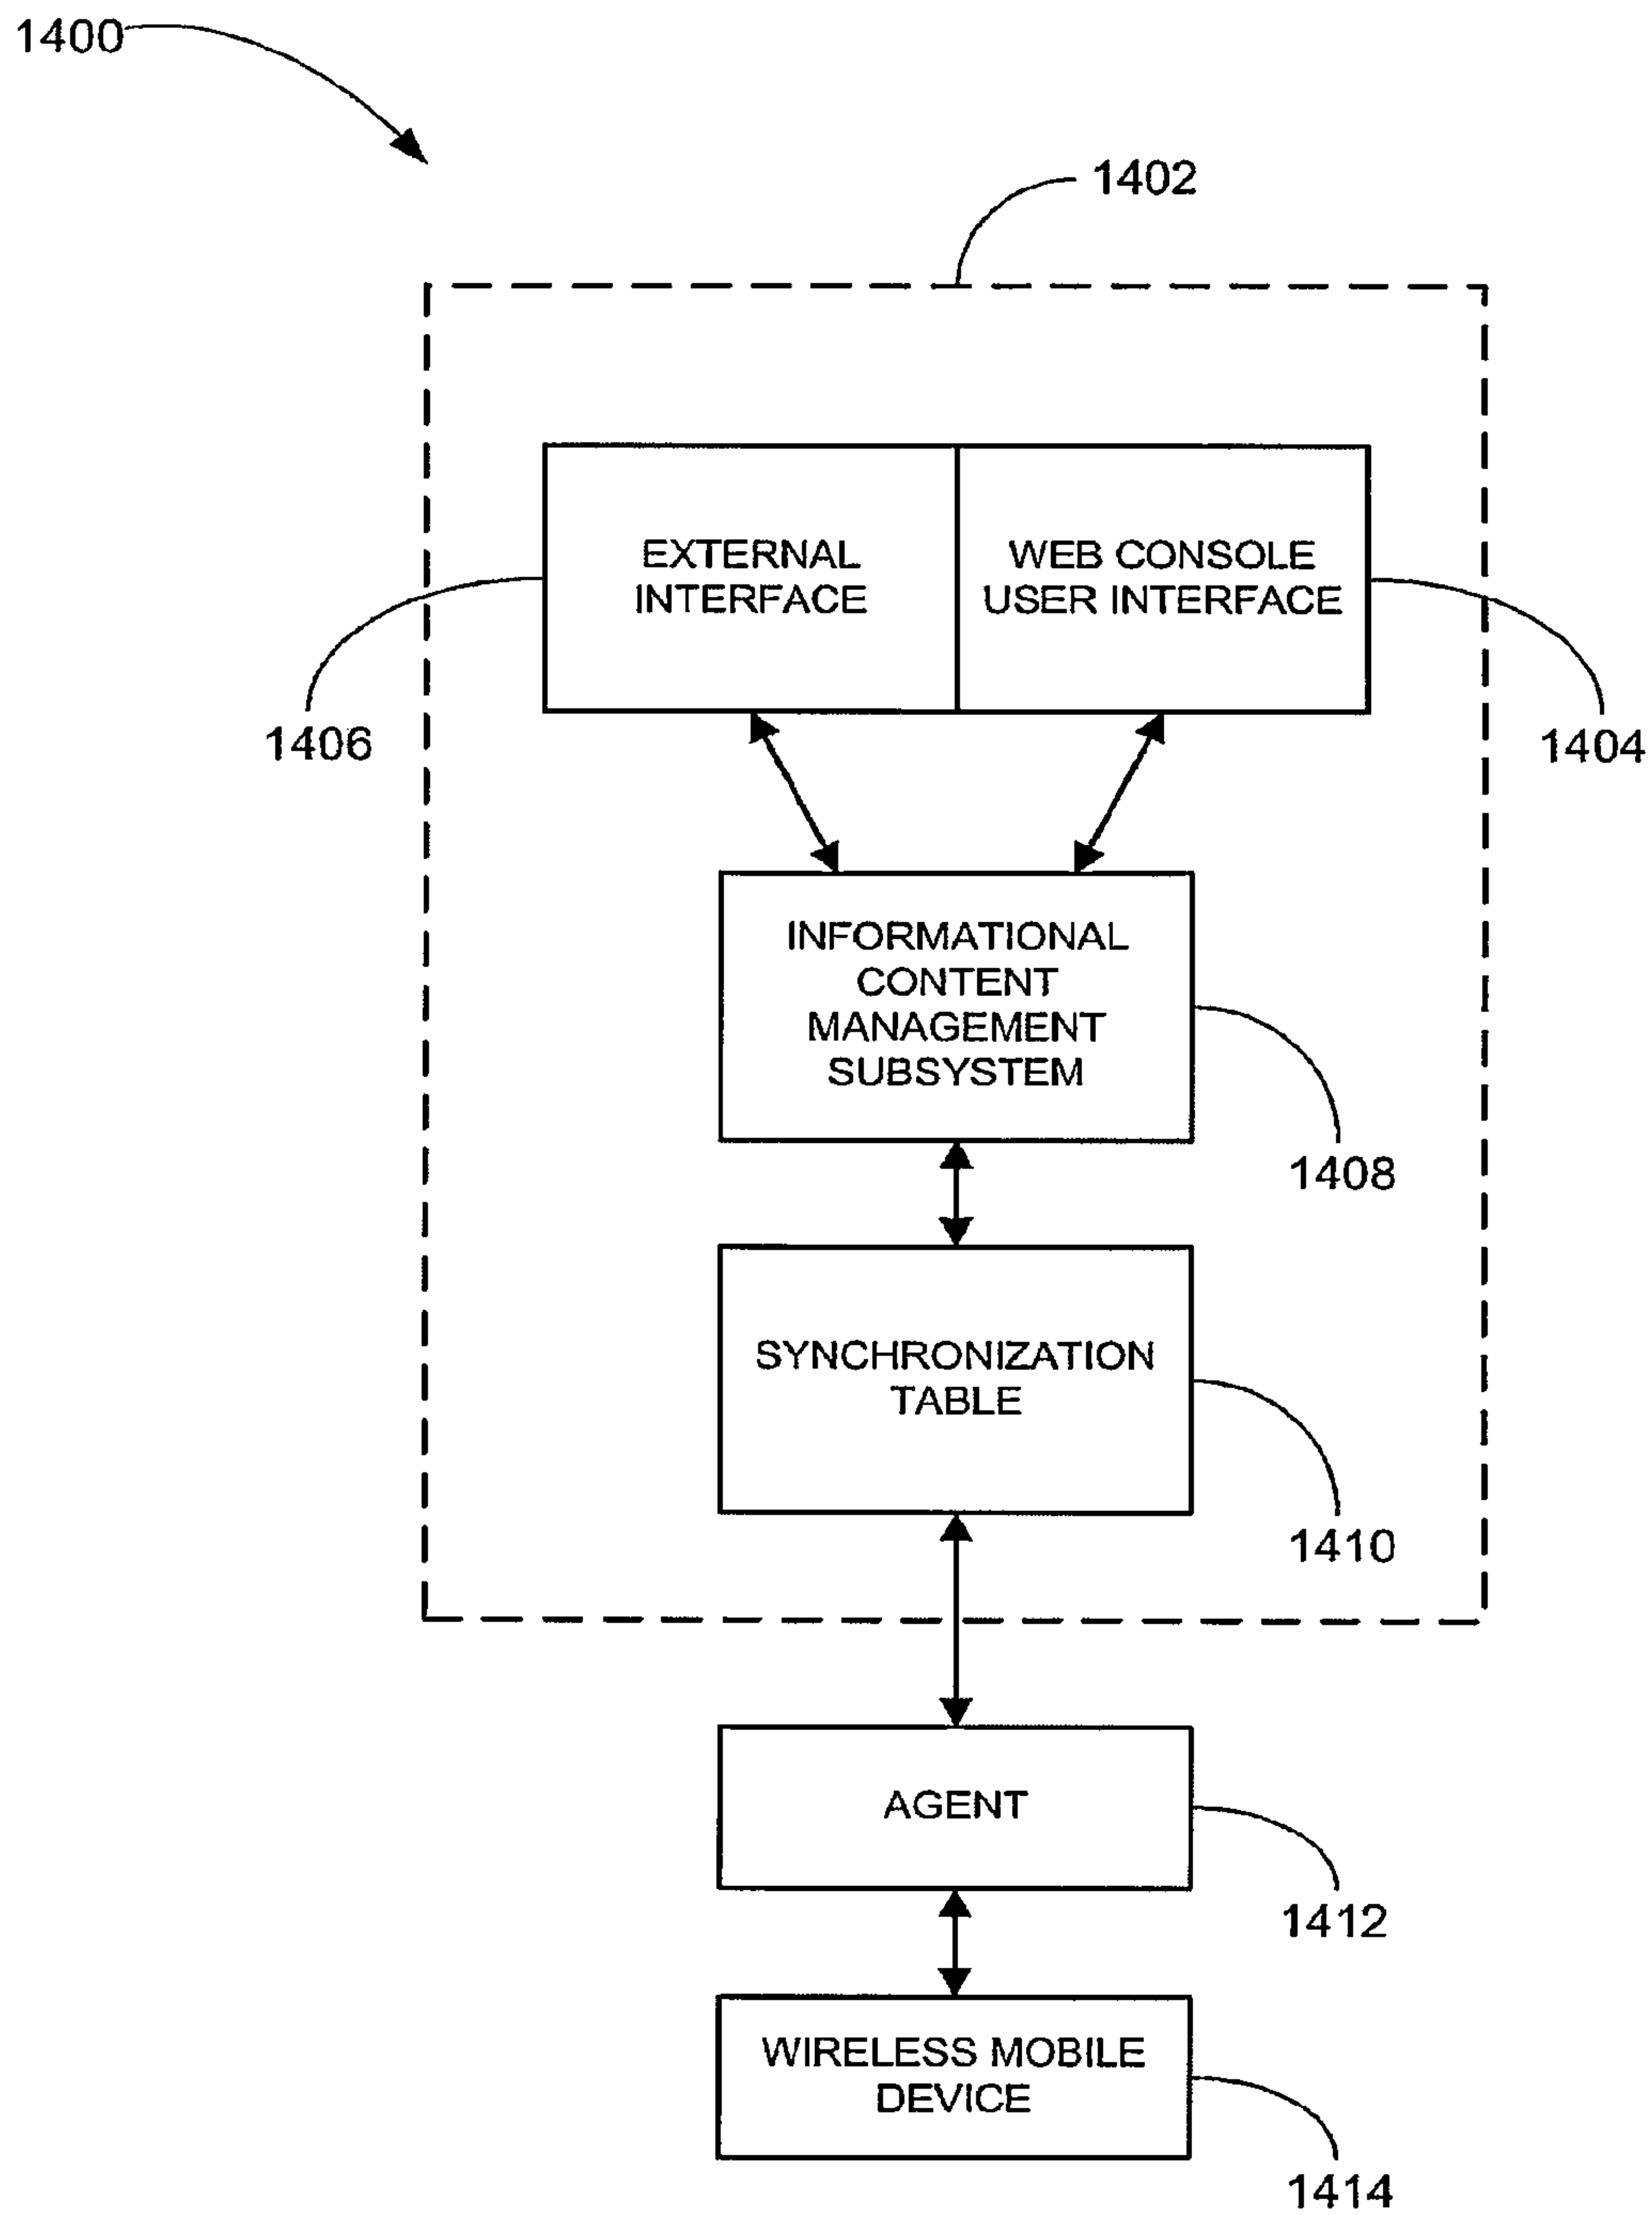 1400
1402
EXTERNAL
INTERFACE
WEB CONSOLE
USER INTERFACE
1406
1404
INFORMATIONAL
CONTENT
MANAGEMENT
SUBSYSTEM
1408
SYNCHRONIZATION
TABLE
1410
AGENT
1412
WIRELESS MOBILE
DEVICE
1414